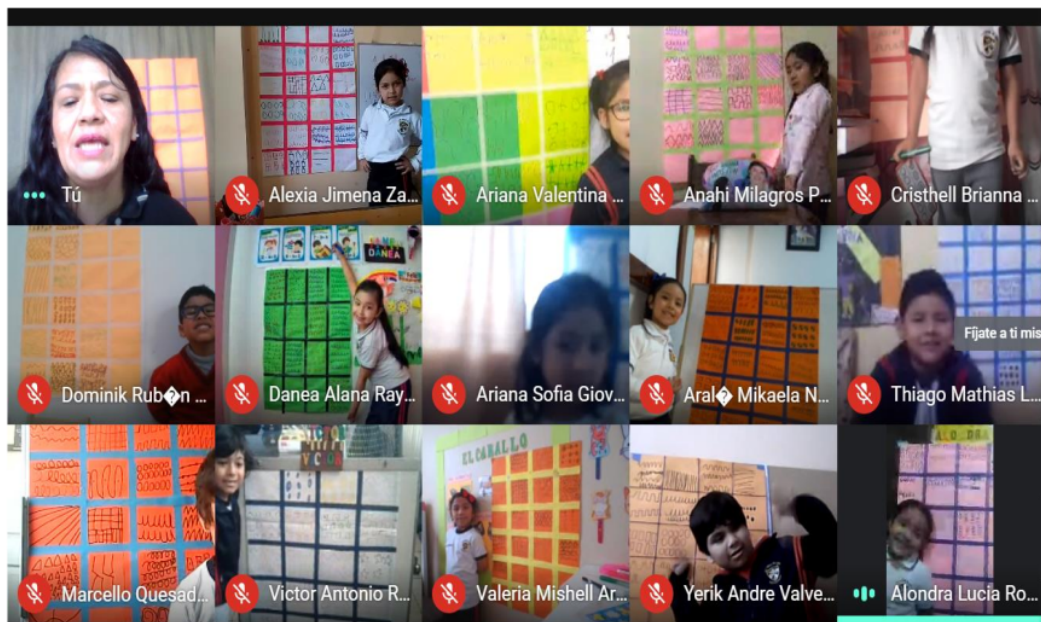 Tú
Alexia Jimena Za...
Ariana Valentina ...
Anahi Milagros P...
Cristhell Brianna ...
DANEA
Fíjate a ti mis
Dominik Rub�n ...
Danea Alana Ray...
Ariana Sofia Giov...
Aral� Mikaela N...
Thiago Mathias L...
VICTOR
EL CABALLO
ALONDRA
Marcello Quesad...
Victor Antonio R...
Valeria Mishell Ar...
Yerik Andre Valve...
Alondra Lucia Ro...